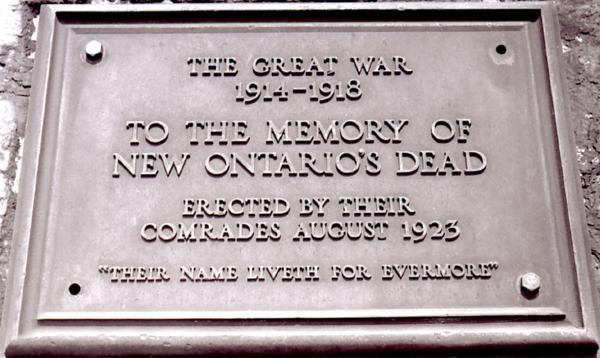 THE GREAT WAR
1914-1918
TO THE MEMORY OF
NEW ONTARIO'S DEAD
ERECTED BY THEIR
COMRADES AUGUST 1923
"THEIR NAME LIVETH FOR EVERMORE"